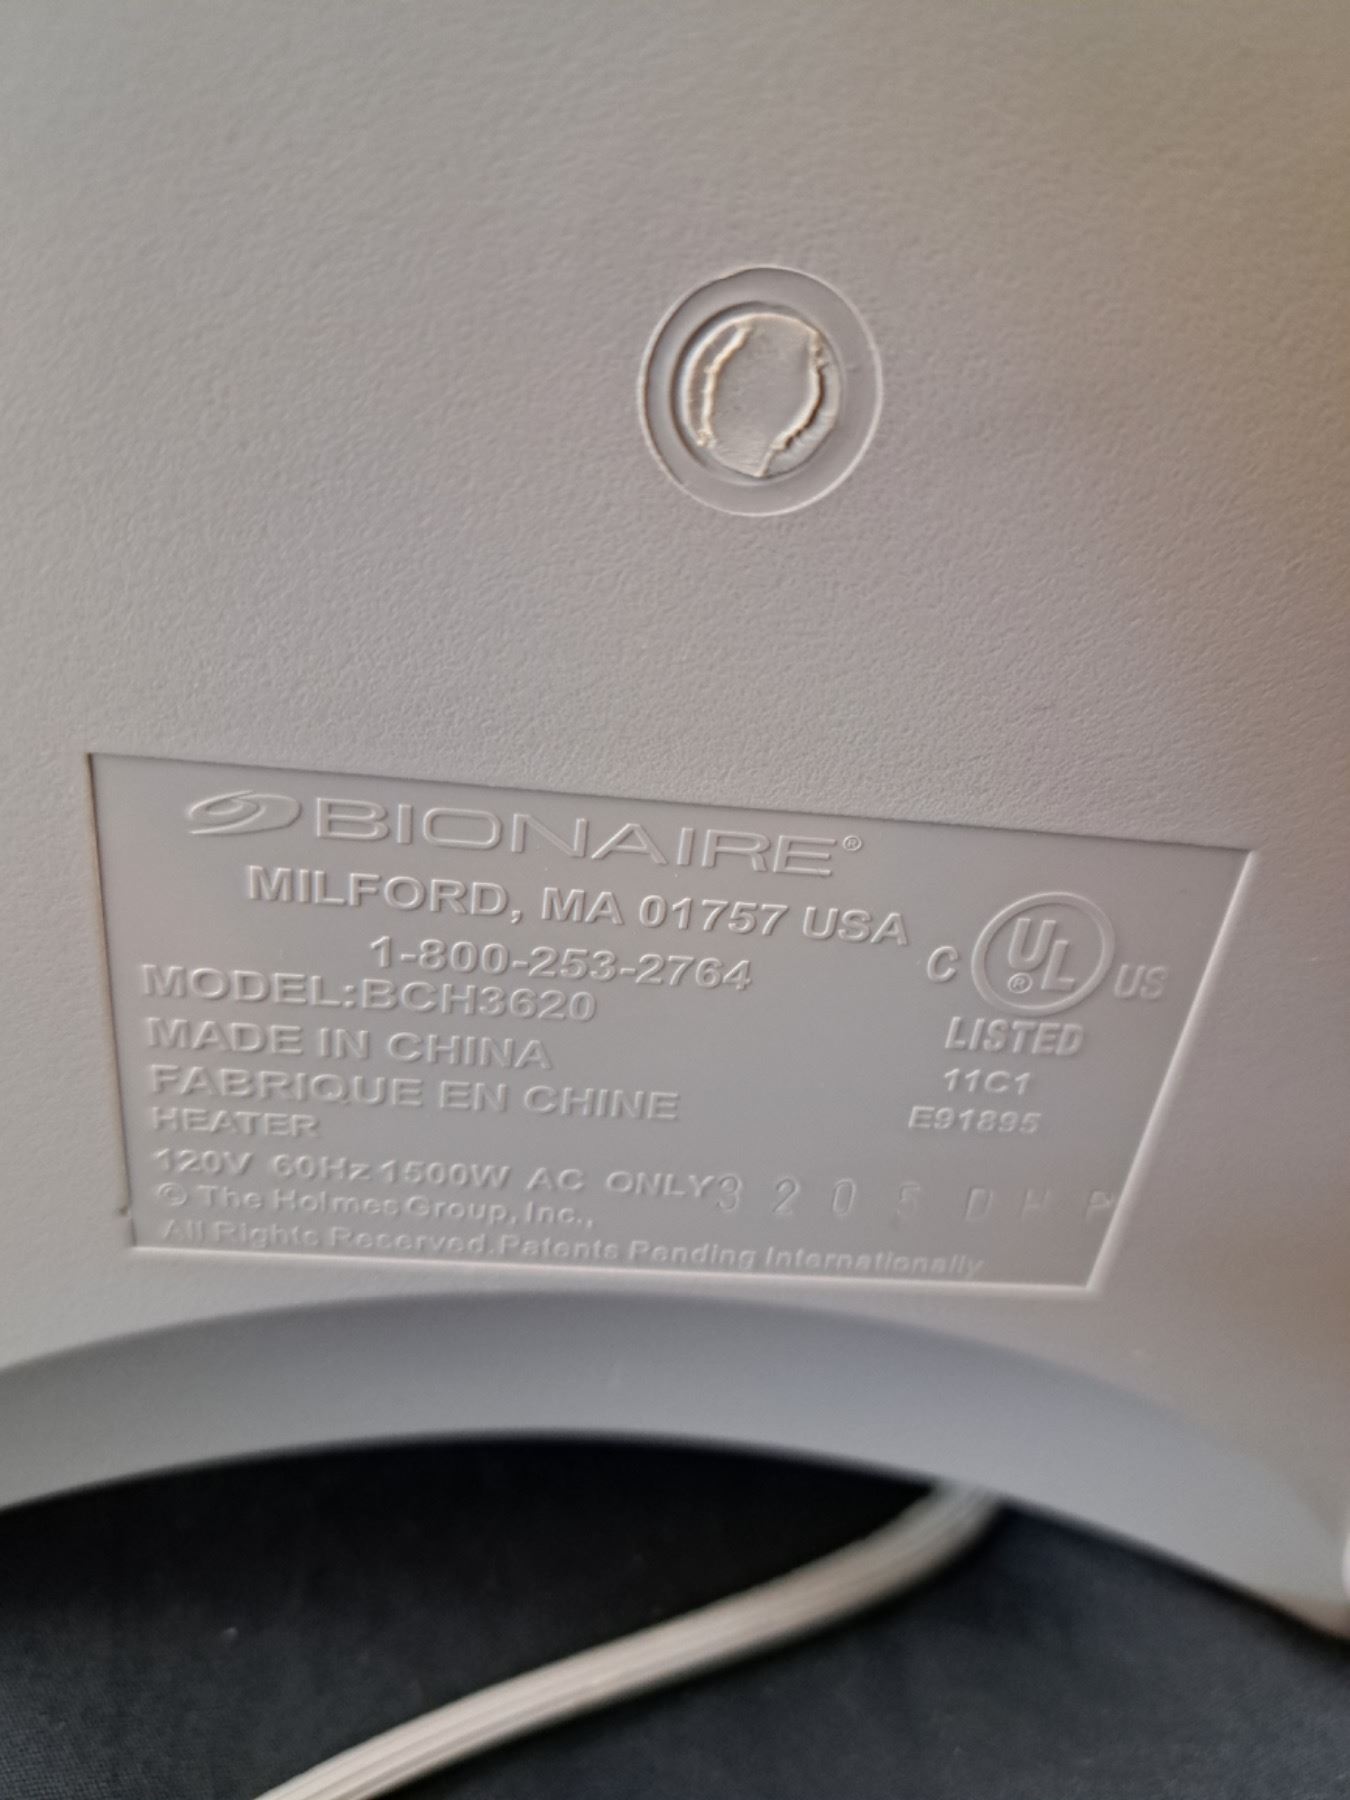 BIONAIRE®
MILFORD, MA 01757 USA
1-800-253-2764
MODEL:BCH3620
MADE IN CHINA
FABRIQUE EN CHINE
HEATER
120V 60Hz 1500W AC ONLY
© The Holmes Group, Inc.,
All Rights Reserved. Patents Pending Internationally
C UL® US
LISTED
11C1
E91895
3205DHP